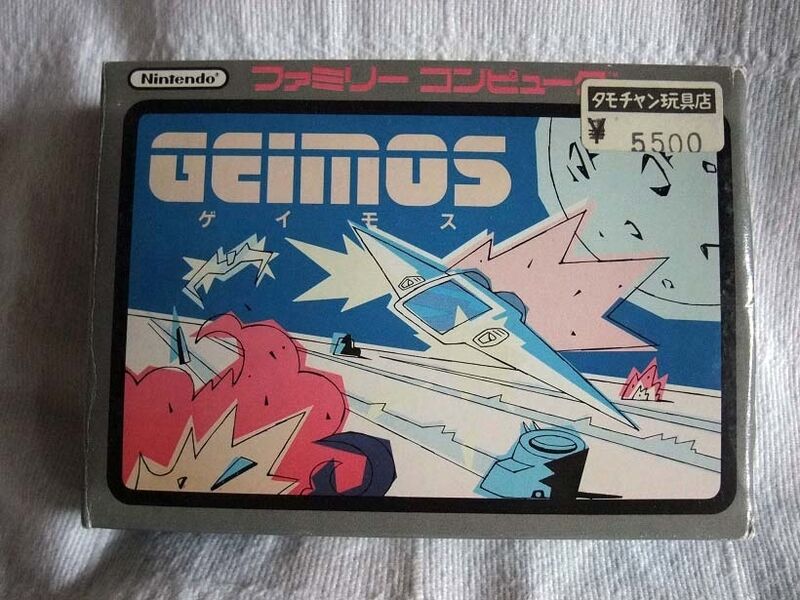 Nintendo®
ファミリー コンピュータ
タモチャン玩具店
¥ 5500
GEIMOS
ゲイモス